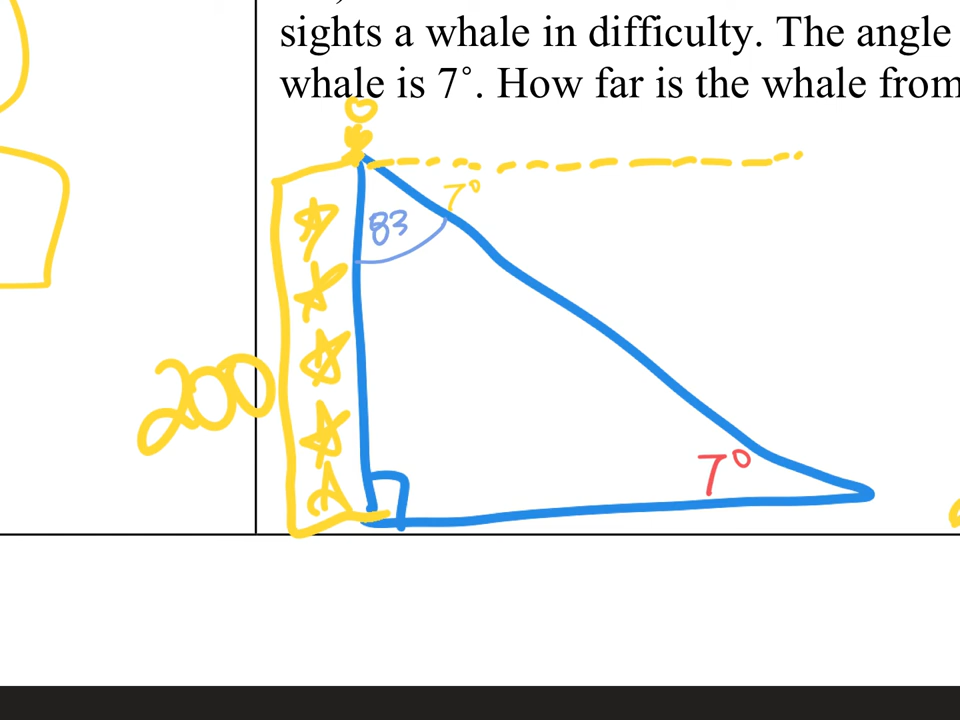 sights a whale in difficulty. The angle
whale is 7˚. How far is the whale from
7°
83
200
7°